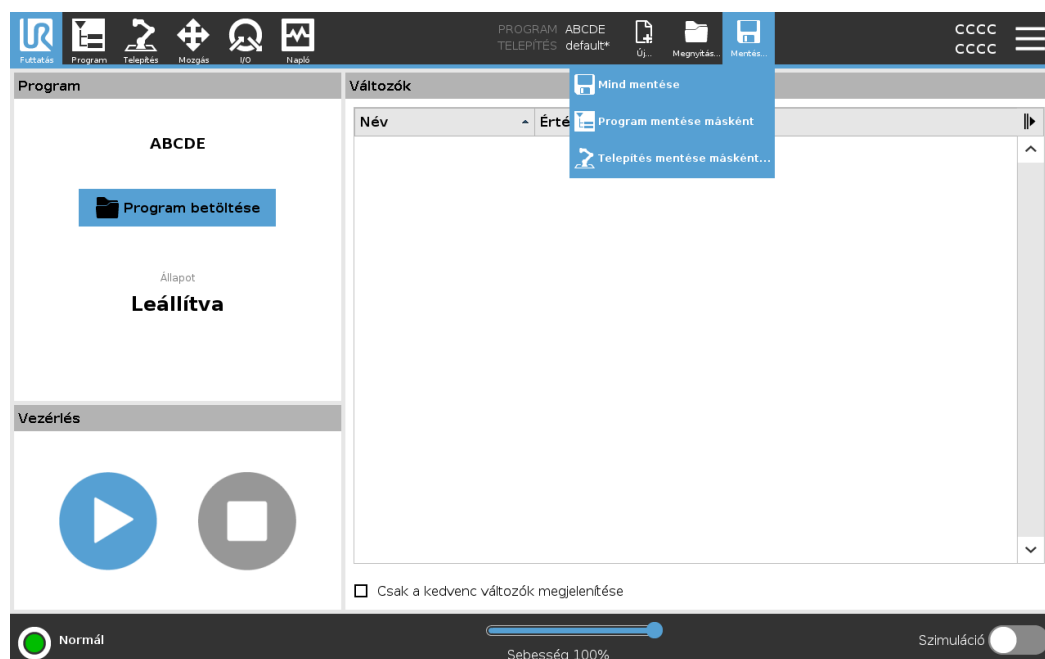 Futtatás
Program
Telepítés
Mozgás
I/O
Napló
PROGRAM ABCDE
TELEPÍTÉS default*
Új...
Megnyitás...
Mentés...
CCCC
CCCC
Program
ABCDE
Program betöltése
Állapot
Leállítva
Vezérlés
Változók
Név
Érté
Mind mentése
Program mentése másként
Telepítés mentése másként...
Csak a kedvenc változók megjelenítése
Normál
Sebesség 100%
Szimuláció